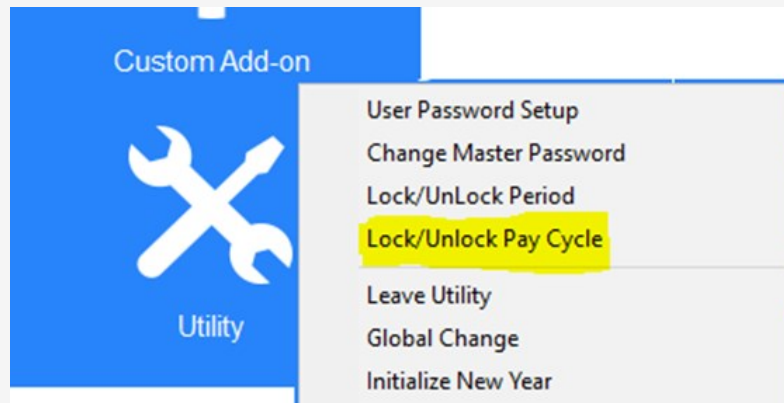 Custom Add-on
User Password Setup
Change Master Password
Lock/UnLock Period
Lock/Unlock Pay Cycle
Leave Utility
Utility
Global Change
Initialize New Year